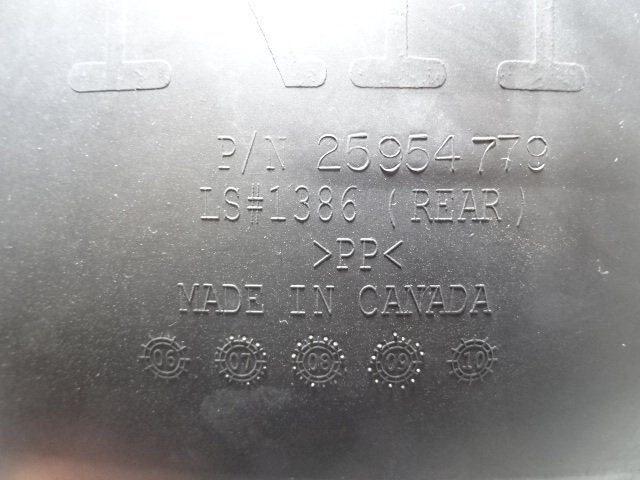 P/N 25954779
LS#1386 (REAR)
>PP<
MADE IN CANADA
06 07 08 09 10